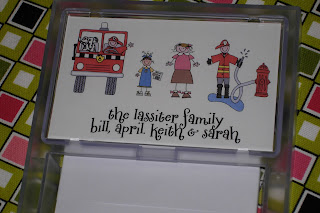 the lassiter family
bill, april, keith & sarah